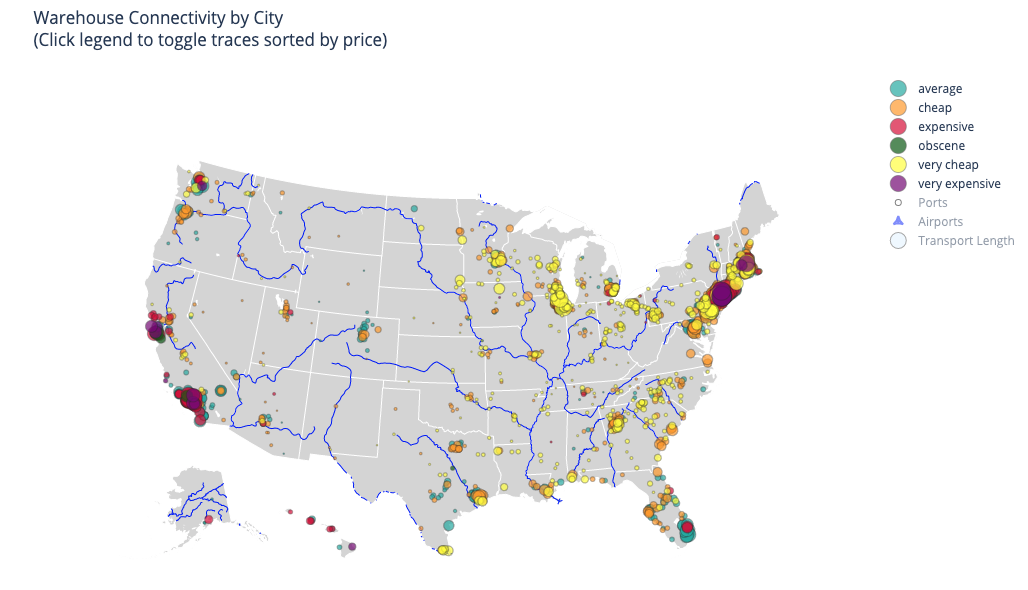 Warehouse Connectivity by City
(Click legend to toggle traces sorted by price)
average
cheap
expensive
obscene
very cheap
very expensive
Ports
Airports
Transport Length